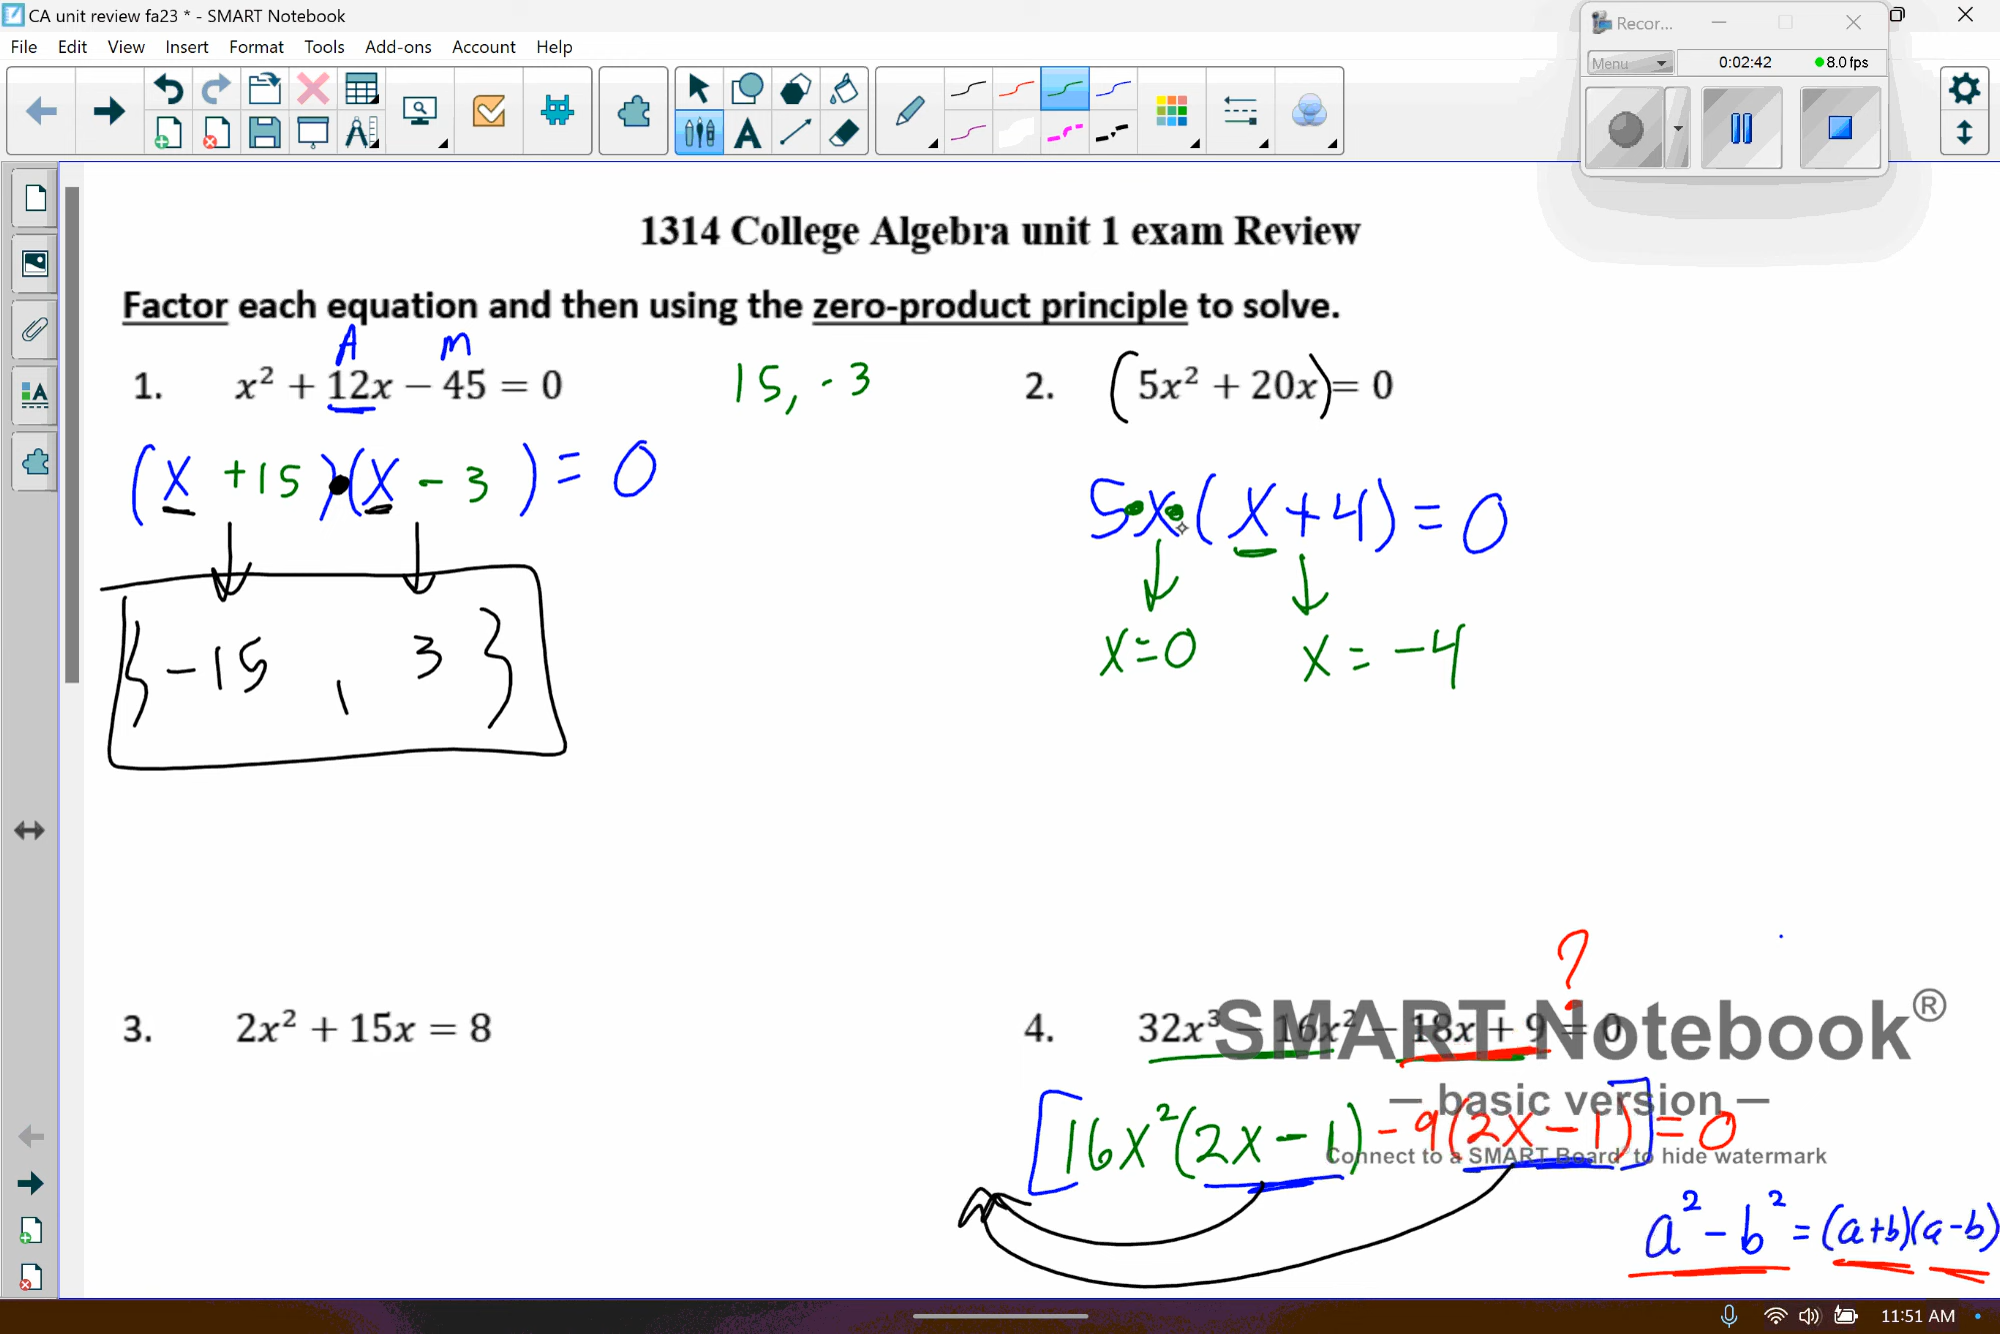 CA unit review fa23 * - SMART Notebook
File Edit View Insert Format Tools Add-ons Account Help
Recor...
Menu 0:02:42 8.0 fps
1314 College Algebra unit 1 exam Review
Factor each equation and then using the zero-product principle to solve.
A M
1. x² + 12x − 45 = 0 15, -3
2. (5x² + 20x) = 0
(x +15)•(x - 3) = 0
{-15, 3}
5•x•(x+4) = 0
x=0 x = -4
?
3. 2x² + 15x = 8
4. 32x³ − 16x² − 18x + 9 = 0
SMART Notebook®
— basic version —
Connect to a SMART Board to hide watermark
[16x²(2x-1) -9(2x-1)] = 0
a² - b² = (a+b)(a-b)
11:51 AM